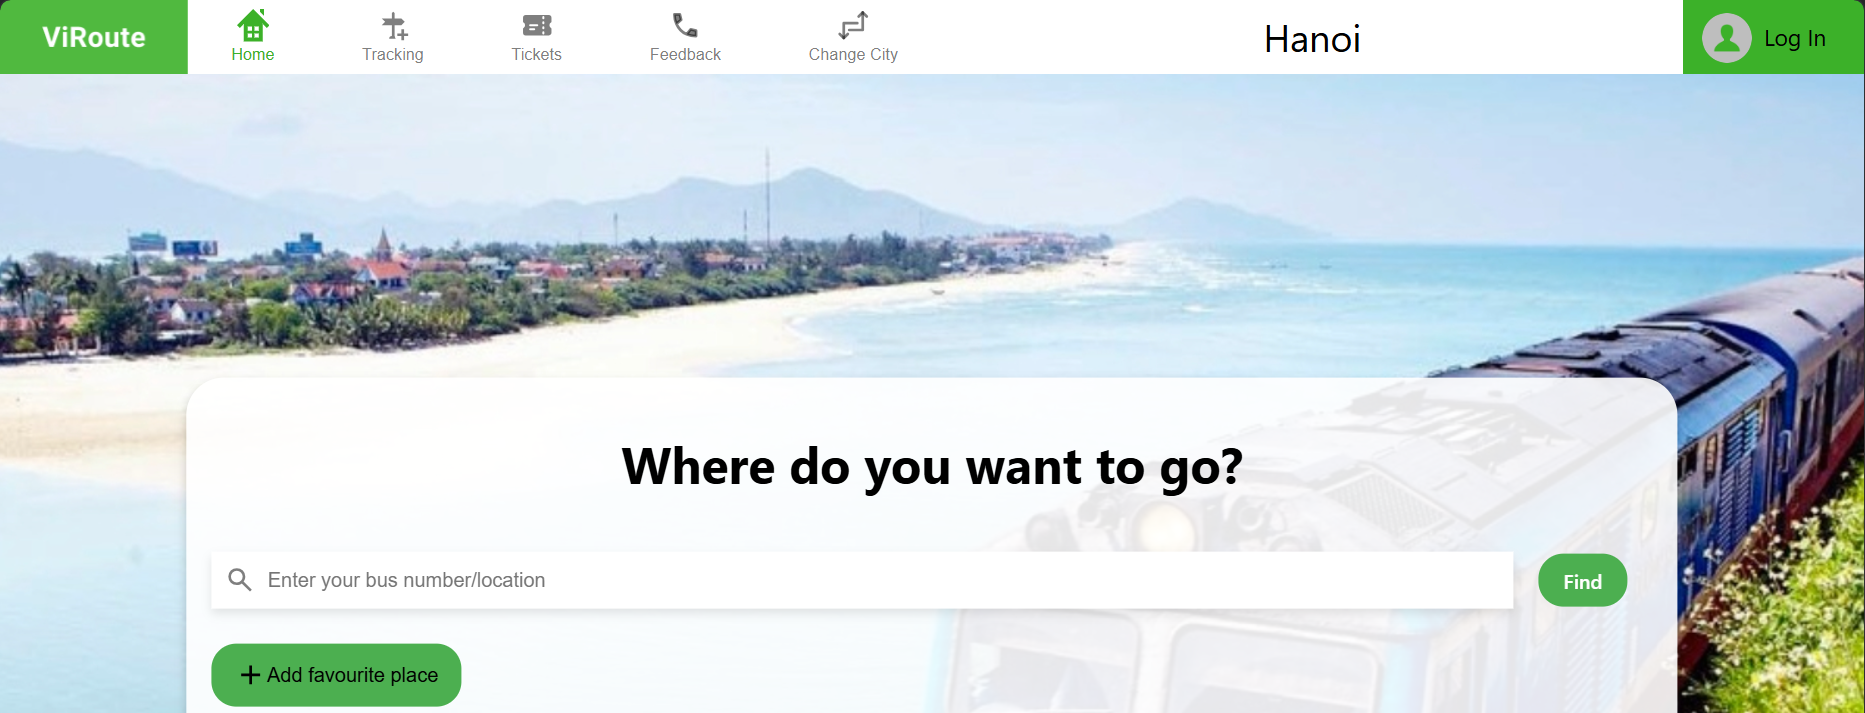 ViRoute
Home
Tracking
Tickets
Feedback
Change City
Hanoi
Log In
Where do you want to go?
Enter your bus number/location
Find
Add favourite place